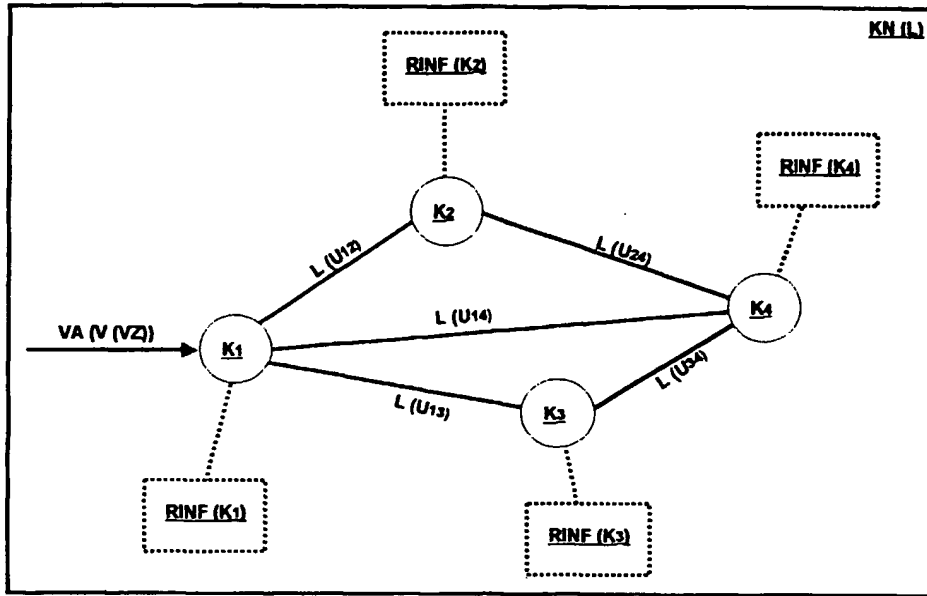 KN (L)
RINF (K2)
RINF (K4)
K2
L (U12)
L (U24)
K4
VA (V (VZ))
L (U14)
K1
L (U34)
L (U13)
K3
RINF (K1)
RINF (K3)